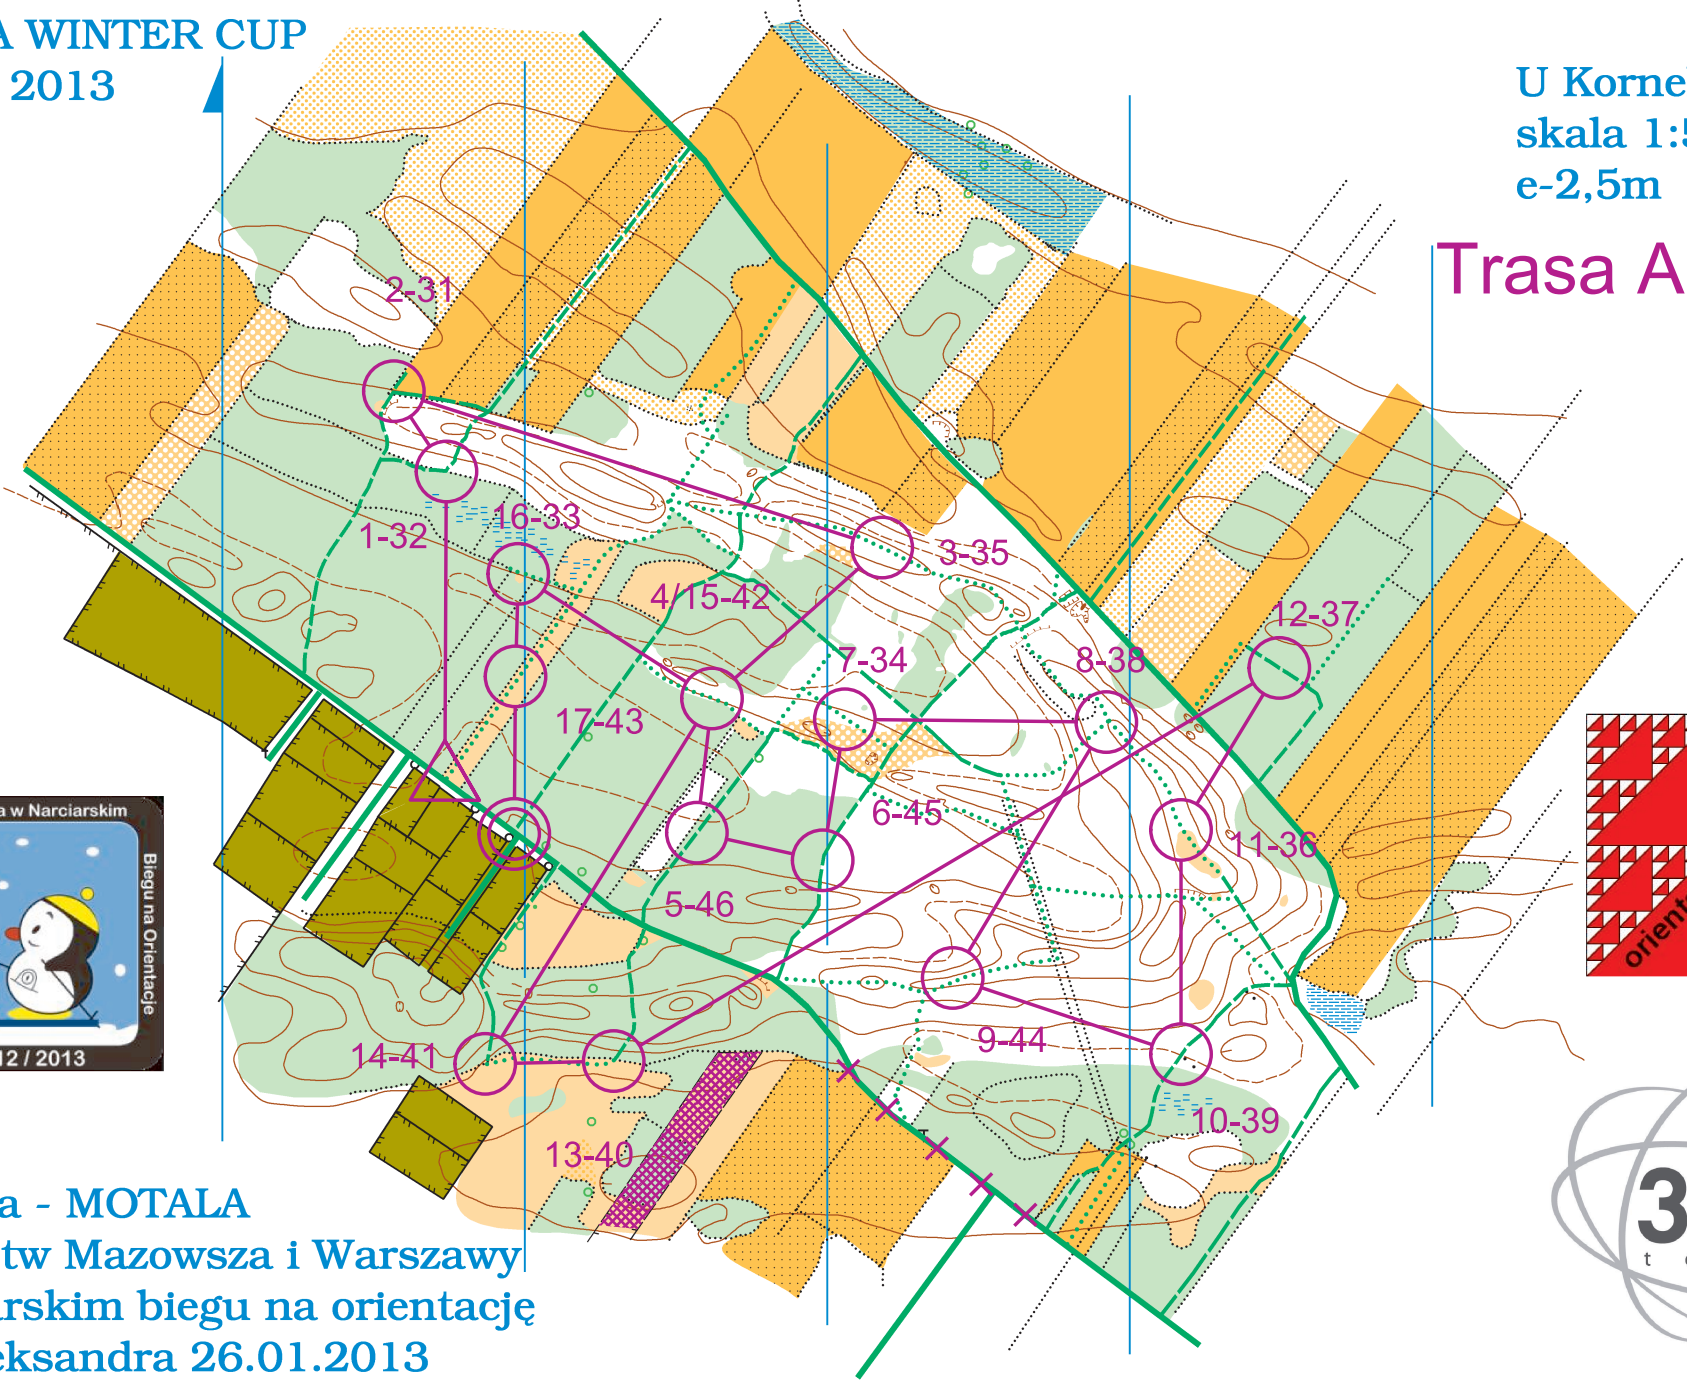 A WINTER CUP
2013
U Korne
skala 1:5
e-2,5m
Trasa A
2-31
1-32
16-33
4/15-42
3-35
12-37
7-34
8-38
17-43
6-45
11-36
5-46
9-44
14-41
10-39
13-40
a w Narciarskim
Biegu na Orientacje
12 / 2013
orient
3
t
a - MOTALA
tw Mazowsza i Warszawy
arskim biegu na orientację
eksandra 26.01.2013